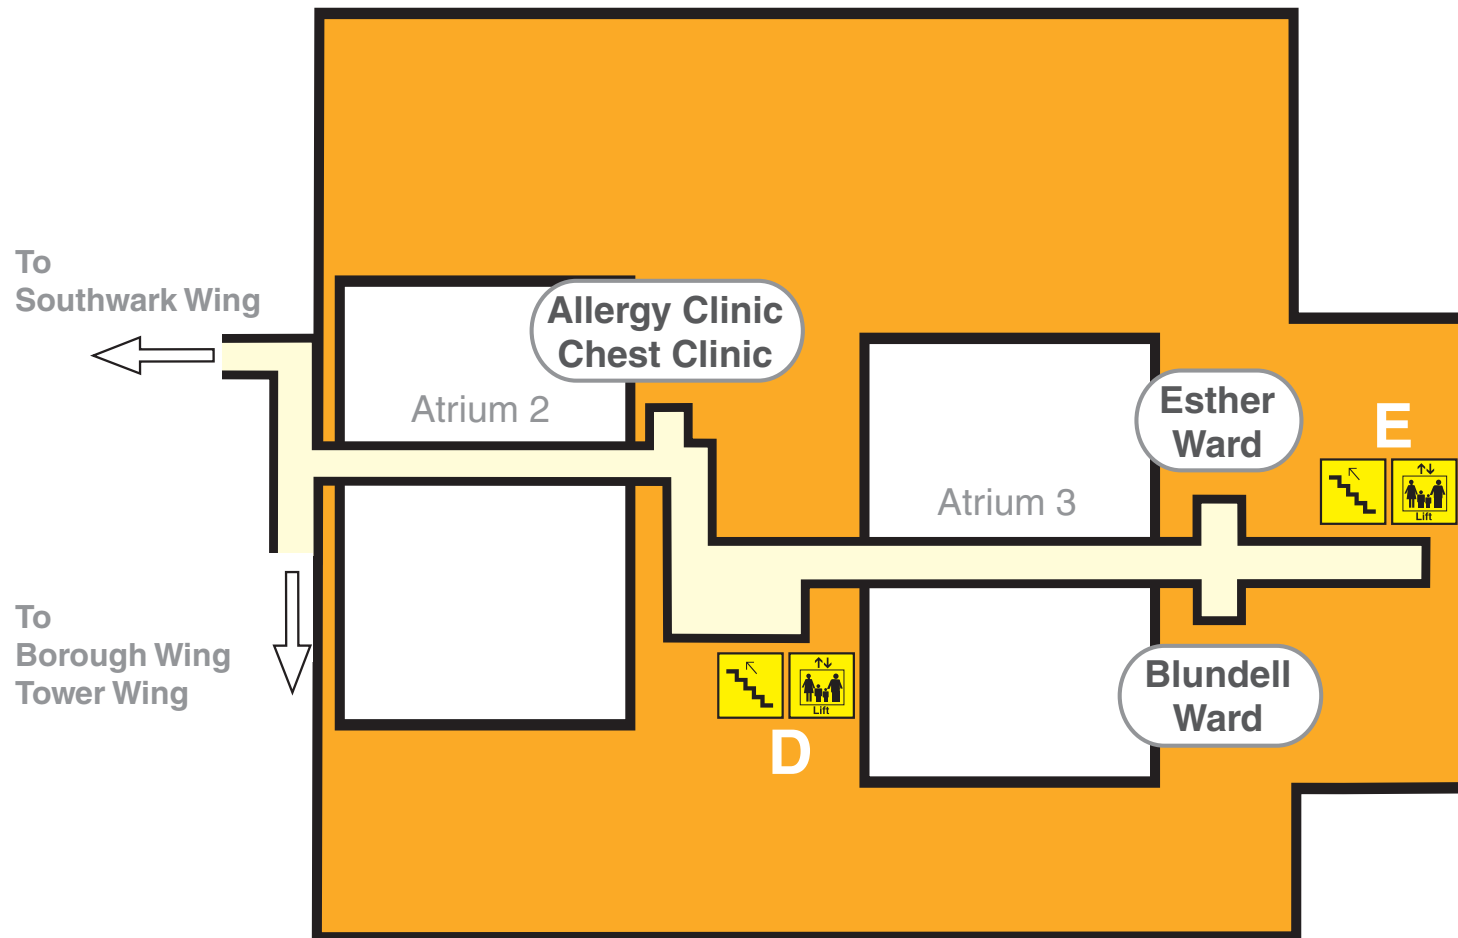 To
Southwark Wing
Allergy Clinic
Chest Clinic
Atrium 2
Esther
Ward
E
Lift
Atrium 3
To
Borough Wing
Tower Wing
Lift
D
Blundell
Ward